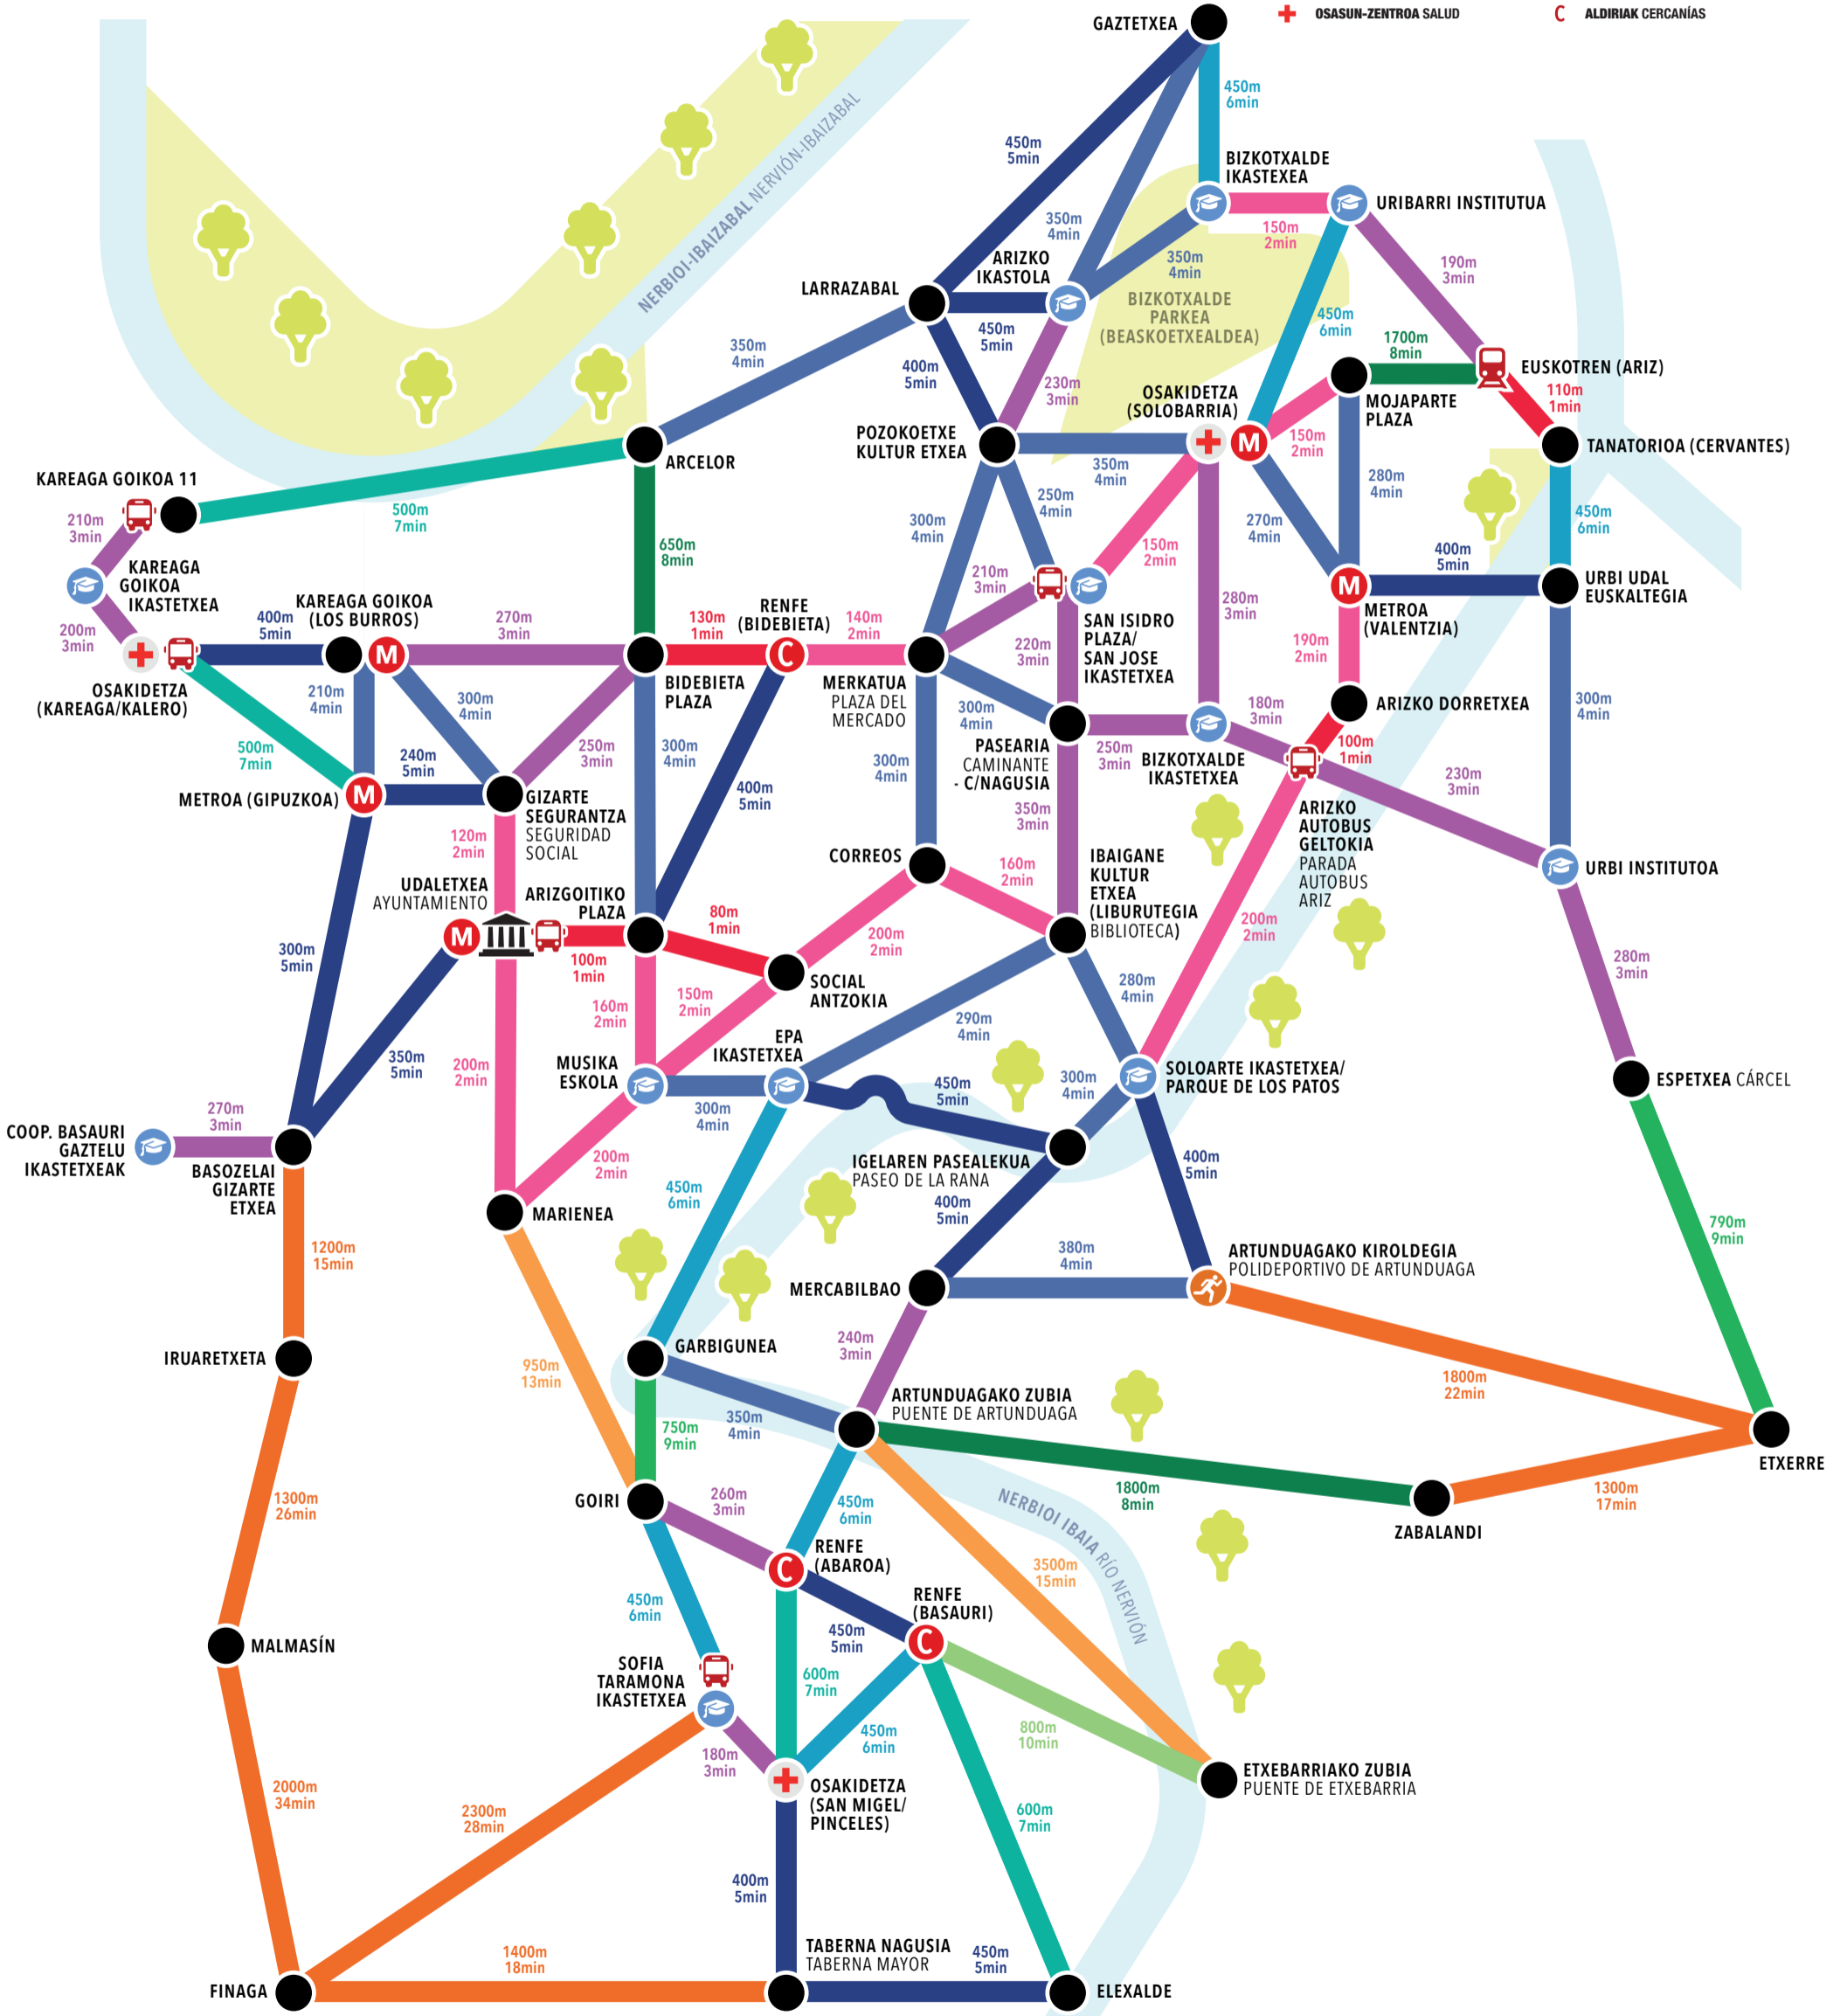 OSASUN-ZENTROA SALUD
C ALDIRIAK CERCANÍAS
GAZTETXEA
450m
6min
450m
5min
BIZKOTXALDE
IKASTEXEA
URIBARRI INSTITUTUA
350m
4min
150m
2min
NERBIOI-IBAIZABAL NERVIÓN-IBAIZABAL
ARIZKO
IKASTOLA
350m
4min
190m
3min
LARRAZABAL
BIZKOTXALDE
PARKEA
(BEASKOETXEALDEA)
450m
5min
450m
6min
350m
4min
1700m
8min
400m
5min
230m
3min
EUSKOTREN (ARIZ)
110m
1min
OSAKIDETZA
(SOLOBARRIA)
MOJAPARTE
PLAZA
POZOKOETXE
KULTUR ETXEA
M
150m
2min
TANATORIOA (CERVANTES)
ARCELOR
350m
4min
KAREAGA GOIKOA 11
280m
4min
250m
4min
500m
7min
210m
3min
300m
4min
270m
4min
450m
6min
650m
8min
150m
2min
400m
5min
KAREAGA
GOIKOA
IKASTETXEA
210m
3min
M
URBI UDAL
EUSKALTEGIA
KAREAGA GOIKOA
(LOS BURROS)
RENFE
(BIDEBIETA)
280m
3min
METROA
(VALENTZIA)
200m
3min
400m
5min
270m
3min
130m
1min
140m
2min
SAN ISIDRO
PLAZA/
SAN JOSE
IKASTETXEA
220m
3min
190m
2min
M
C
OSAKIDETZA
(KAREAGA/KALERO)
210m
4min
300m
4min
BIDEBIETA
PLAZA
MERKATUA
PLAZA DEL
MERCADO
300m
4min
ARIZKO DORRETXEA
300m
4min
180m
3min
500m
7min
240m
5min
250m
3min
300m
4min
PASEARIA
CAMINANTE
- C/NAGUSIA
250m
3min
BIZKOTXALDE
IKASTETXEA
100m
1min
300m
4min
400m
5min
230m
3min
METROA (GIPUZKOA)
M
GIZARTE
SEGURANTZA
SEGURIDAD
SOCIAL
350m
3min
ARIZKO
AUTOBUS
GELTOKIA
PARADA
AUTOBUS
ARIZ
120m
2min
CORREOS
160m
2min
IBAIGANE
KULTUR
ETXEA
(LIBURUTEGIA
BIBLIOTECA)
URBI INSTITUTOA
UDALETXEA
AYUNTAMIENTO
ARIZGOITIKO
PLAZA
80m
1min
200m
2min
200m
2min
M
100m
1min
300m
5min
SOCIAL
ANTZOKIA
280m
3min
160m
2min
150m
2min
280m
4min
EPA
IKASTETXEA
290m
4min
350m
5min
200m
2min
MUSIKA
ESKOLA
SOLOARTE IKASTETXEA/
PARQUE DE LOS PATOS
ESPETXEA CÁRCEL
450m
5min
300m
4min
270m
3min
300m
4min
COOP. BASAURI
GAZTELU
IKASTETXEAK
BASOZELAI
GIZARTE
ETXEA
200m
2min
IGELAREN PASEALEKUA
PASEO DE LA RANA
400m
5min
450m
6min
MARIENEA
400m
5min
790m
9min
1200m
15min
380m
4min
ARTUNDUAGAKO KIROLDEGIA
POLIDEPORTIVO DE ARTUNDUAGA
MERCABILBAO
GARBIGUNEA
240m
3min
IRUARETXETA
950m
13min
1800m
22min
ARTUNDUAGAKO ZUBIA
PUENTE DE ARTUNDUAGA
750m
9min
350m
4min
ETXERRE
1300m
26min
GOIRI
260m
3min
450m
6min
NERBIOI IBAIA RÍO NERVIÓN
1800m
8min
1300m
17min
ZABALANDI
RENFE
(ABAROA)
C
3500m
15min
450m
6min
RENFE
(BASAURI)
C
450m
5min
MALMASÍN
SOFIA
TARAMONA
IKASTETXEA
600m
7min
450m
6min
800m
10min
180m
3min
OSAKIDETZA
(SAN MIGEL/
PINCELES)
ETXEBARRIAKO ZUBIA
PUENTE DE ETXEBARRIA
2000m
34min
2300m
28min
600m
7min
400m
5min
1400m
18min
TABERNA NAGUSIA
TABERNA MAYOR
450m
5min
FINAGA
ELEXALDE